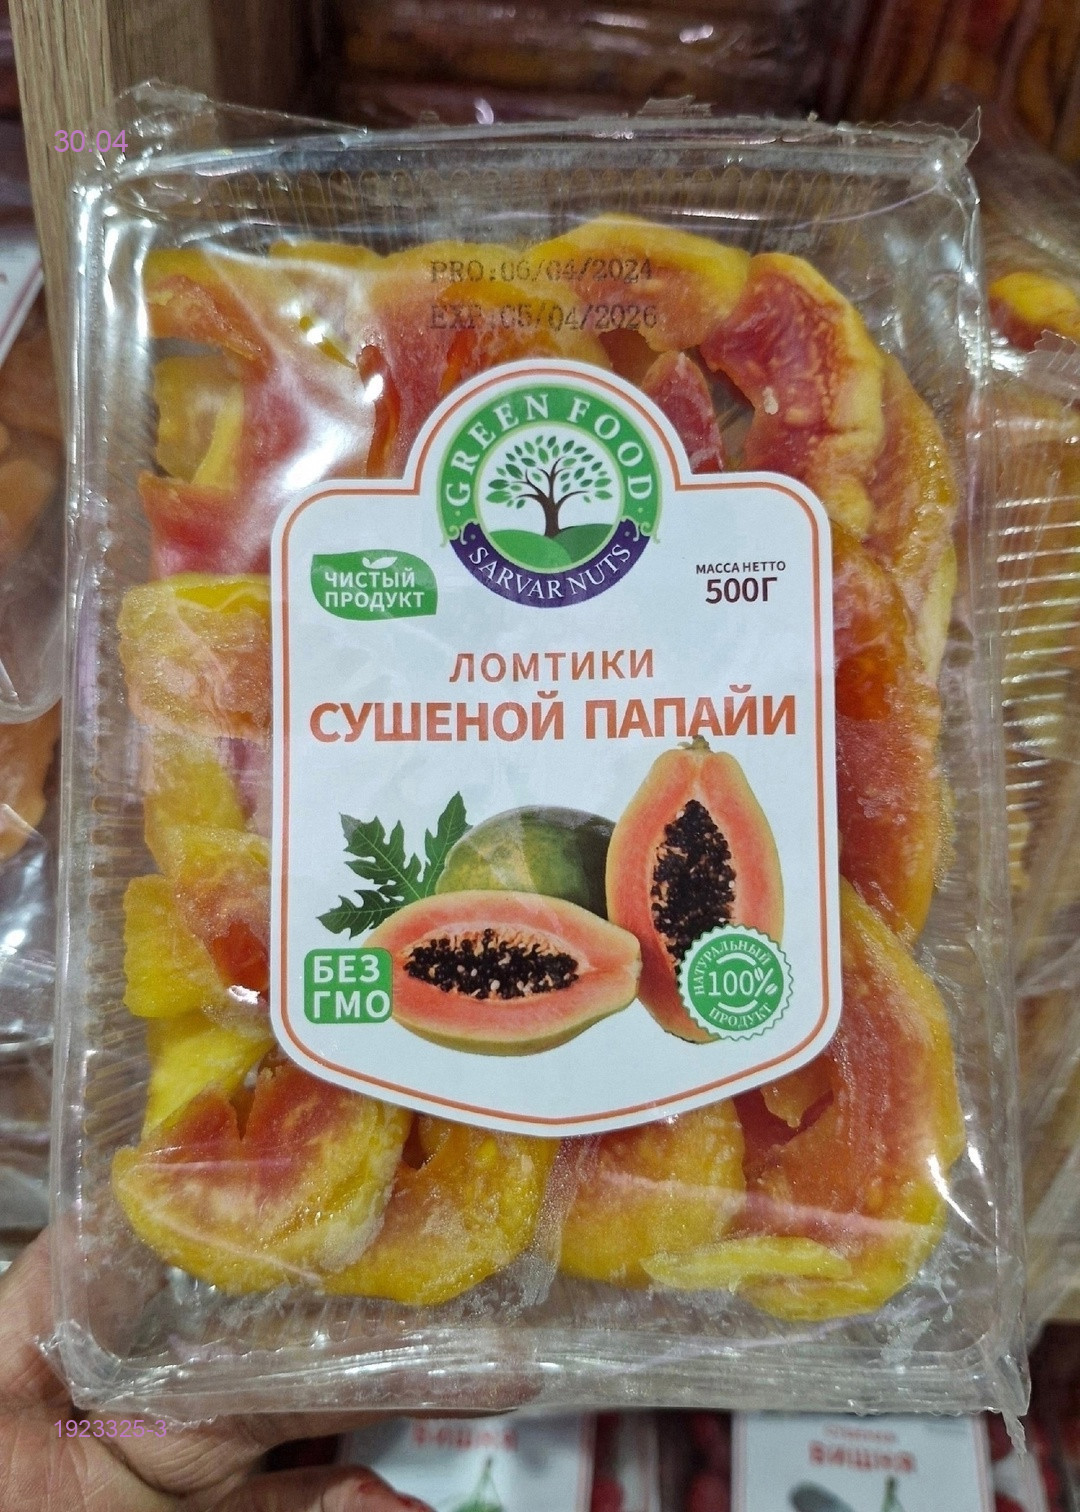 30.04
PRO:06/04/2024
EXP:05/04/2026
GREEN FOOD
SARVAR NUTS
ЧИСТЫЙ
ПРОДУКТ
МАССА НЕТТО
500Г
ЛОМТИКИ
СУШЕНОЙ ПАПАЙИ
БЕЗ
ГМО
НАТУРАЛЬНЫЙ
100%
ПРОДУКТ
1923325-3
ВИШНЯ
ВИШНЯ